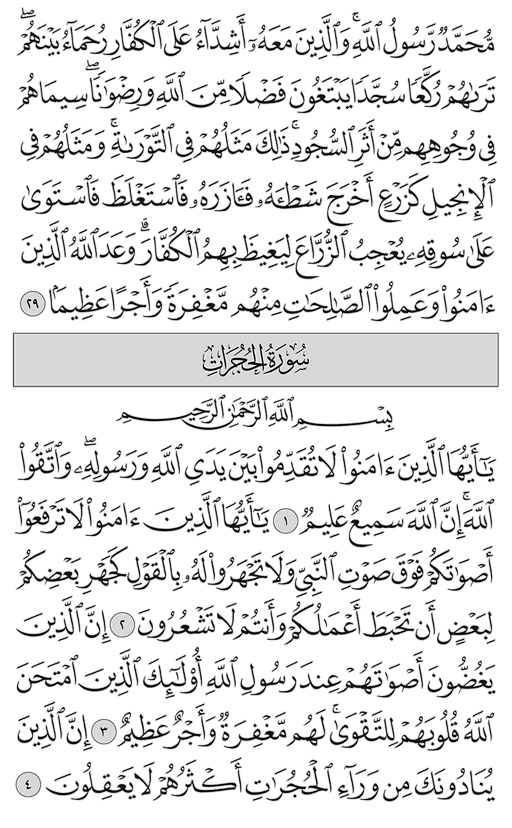 مُّحَمَّدٌ رَّسُولُ ٱللَّهِۚ وَٱلَّذِينَ مَعَهُۥٓ أَشِدَّآءُ عَلَى ٱلْكُفَّارِ رُحَمَآءُ بَيْنَهُمْۖ
تَرَىٰهُمْ رُكَّعًا سُجَّدًا يَبْتَغُونَ فَضْلًا مِّنَ ٱللَّهِ وَرِضْوَٰنًاۖ سِيمَاهُمْ
فِى وُجُوهِهِم مِّنْ أَثَرِ ٱلسُّجُودِۚ ذَٰلِكَ مَثَلُهُمْ فِى ٱلتَّوْرَىٰةِۚ وَمَثَلُهُمْ فِى
ٱلْإِنجِيلِ كَزَرْعٍ أَخْرَجَ شَطْـَٔهُۥ فَـَٔازَرَهُۥ فَٱسْتَغْلَظَ فَٱسْتَوَىٰ
عَلَىٰ سُوقِهِۦ يُعْجِبُ ٱلزُّرَّاعَ لِيَغِيظَ بِهِمُ ٱلْكُفَّارَۗ وَعَدَ ٱللَّهُ ٱلَّذِينَ
ءَامَنُوا۟ وَعَمِلُوا۟ ٱلصَّٰلِحَٰتِ مِنْهُم مَّغْفِرَةً وَأَجْرًا عَظِيمًۢا ٢٩
سُورَةُ الحُجُرَاتِ
بِسْمِ ٱللَّهِ ٱلرَّحْمَٰنِ ٱلرَّحِيمِ
يَٰٓأَيُّهَا ٱلَّذِينَ ءَامَنُوا۟ لَا تُقَدِّمُوا۟ بَيْنَ يَدَىِ ٱللَّهِ وَرَسُولِهِۦۖ وَٱتَّقُوا۟
ٱللَّهَۚ إِنَّ ٱللَّهَ سَمِيعٌ عَلِيمٌ ١ يَٰٓأَيُّهَا ٱلَّذِينَ ءَامَنُوا۟ لَا تَرْفَعُوٓا۟
أَصْوَٰتَكُمْ فَوْقَ صَوْتِ ٱلنَّبِىِّ وَلَا تَجْهَرُوا۟ لَهُۥ بِٱلْقَوْلِ كَجَهْرِ بَعْضِكُمْ
لِبَعْضٍ أَن تَحْبَطَ أَعْمَٰلُكُمْ وَأَنتُمْ لَا تَشْعُرُونَ ٢ إِنَّ ٱلَّذِينَ
يَغُضُّونَ أَصْوَٰتَهُمْ عِندَ رَسُولِ ٱللَّهِ أُو۟لَٰٓئِكَ ٱلَّذِينَ ٱمْتَحَنَ
ٱللَّهُ قُلُوبَهُمْ لِلتَّقْوَىٰۚ لَهُم مَّغْفِرَةٌ وَأَجْرٌ عَظِيمٌ ٣ إِنَّ ٱلَّذِينَ
يُنَادُونَكَ مِن وَرَآءِ ٱلْحُجُرَٰتِ أَكْثَرُهُمْ لَا يَعْقِلُونَ ٤